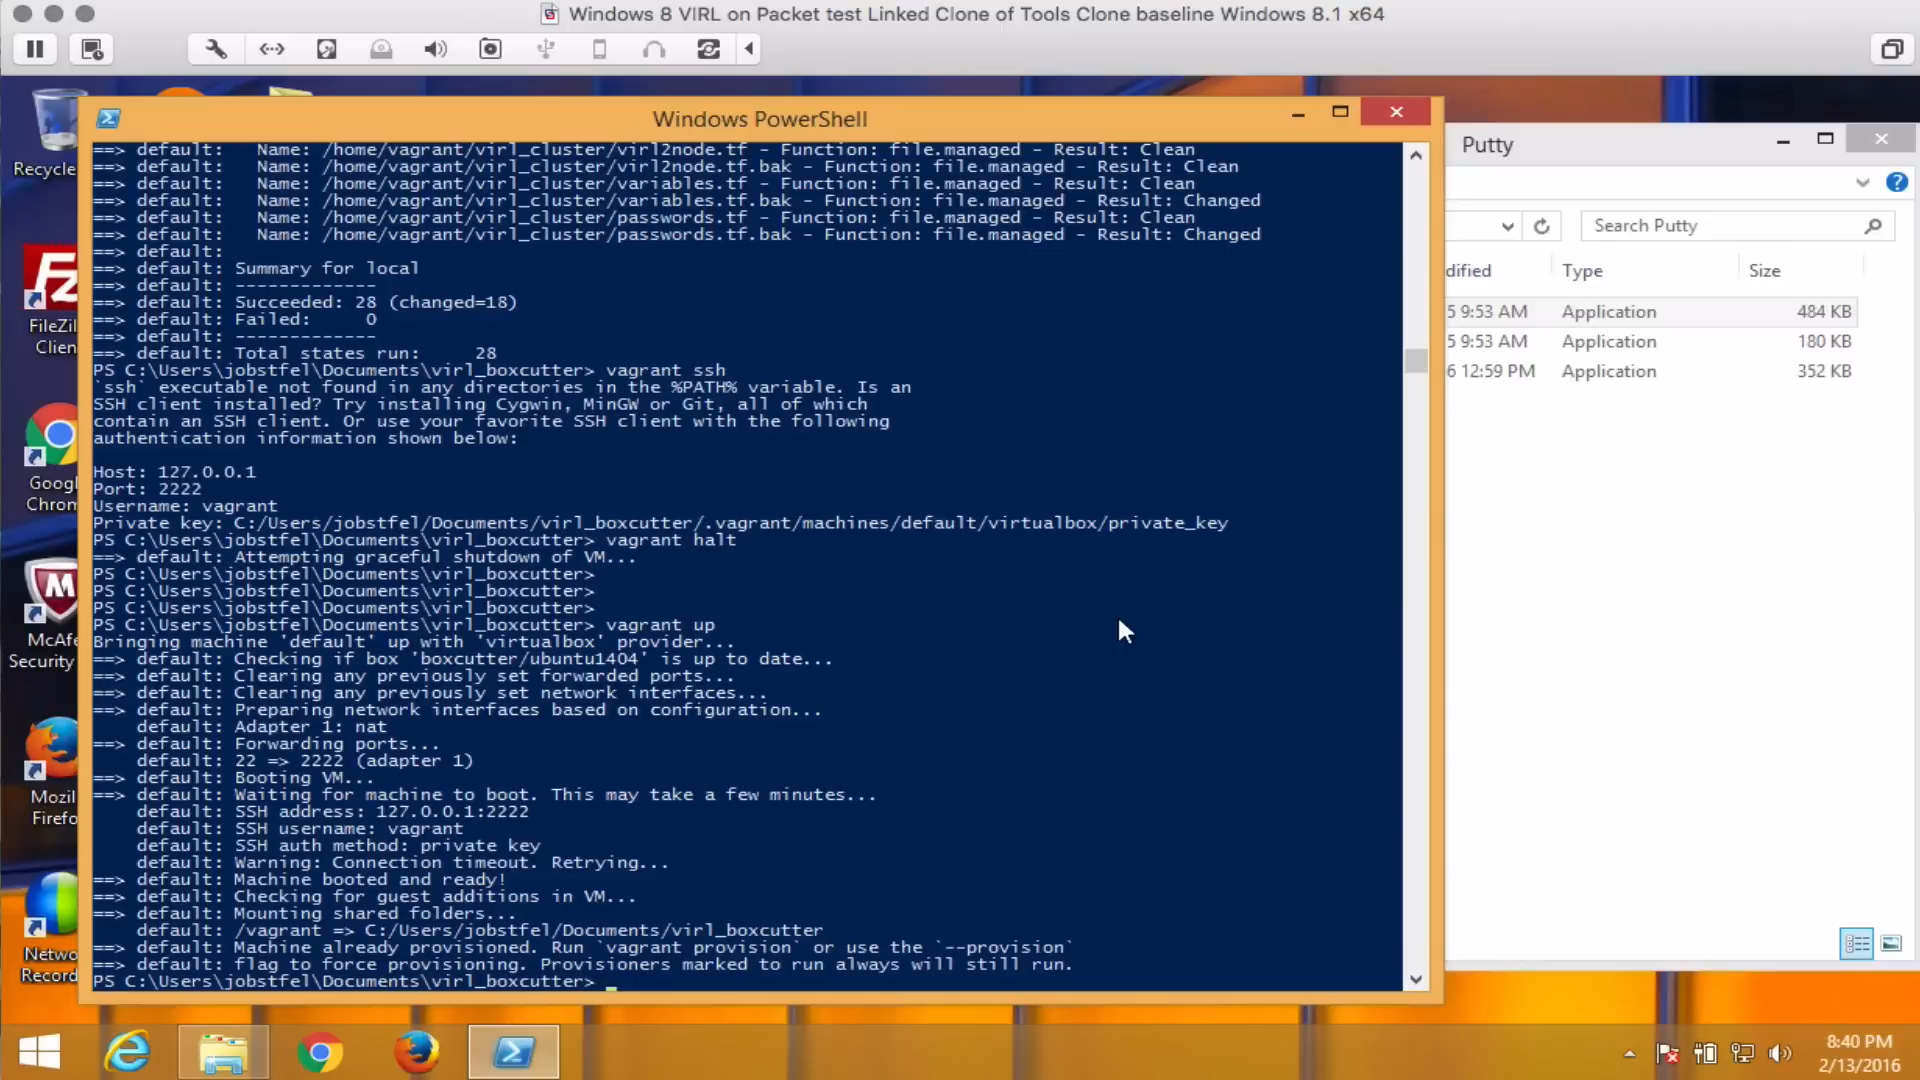 Windows 8 VIRL on Packet test Linked Clone of Tools Clone baseline Windows 8.1 x64
Windows PowerShell
==> default:   Name: /home/vagrant/virl_cluster/virl2node.tf - Function: file.managed - Result: Clean
==> default:   Name: /home/vagrant/virl_cluster/virl2node.tf.bak - Function: file.managed - Result: Clean
==> default:   Name: /home/vagrant/virl_cluster/variables.tf - Function: file.managed - Result: Clean
==> default:   Name: /home/vagrant/virl_cluster/variables.tf.bak - Function: file.managed - Result: Changed
==> default:   Name: /home/vagrant/virl_cluster/passwords.tf - Function: file.managed - Result: Clean
==> default:   Name: /home/vagrant/virl_cluster/passwords.tf.bak - Function: file.managed - Result: Changed
==> default:
==> default: Summary for local
==> default: -------------
==> default: Succeeded: 28 (changed=18)
==> default: Failed:     0
==> default: -------------
==> default: Total states run:     28
PS C:\Users\jobstfel\Documents\virl_boxcutter> vagrant ssh
`ssh` executable not found in any directories in the %PATH% variable. Is an
SSH client installed? Try installing Cygwin, MinGW or Git, all of which
contain an SSH client. Or use your favorite SSH client with the following
authentication information shown below:
Host: 127.0.0.1
Port: 2222
Username: vagrant
Private key: C:/Users/jobstfel/Documents/virl_boxcutter/.vagrant/machines/default/virtualbox/private_key
PS C:\Users\jobstfel\Documents\virl_boxcutter> vagrant halt
==> default: Attempting graceful shutdown of VM...
PS C:\Users\jobstfel\Documents\virl_boxcutter>
PS C:\Users\jobstfel\Documents\virl_boxcutter>
PS C:\Users\jobstfel\Documents\virl_boxcutter>
PS C:\Users\jobstfel\Documents\virl_boxcutter> vagrant up
Bringing machine 'default' up with 'virtualbox' provider...
==> default: Checking if box 'boxcutter/ubuntu1404' is up to date...
==> default: Clearing any previously set forwarded ports...
==> default: Clearing any previously set network interfaces...
==> default: Preparing network interfaces based on configuration...
    default: Adapter 1: nat
==> default: Forwarding ports...
    default: 22 => 2222 (adapter 1)
==> default: Booting VM...
==> default: Waiting for machine to boot. This may take a few minutes...
    default: SSH address: 127.0.0.1:2222
    default: SSH username: vagrant
    default: SSH auth method: private key
    default: Warning: Connection timeout. Retrying...
==> default: Machine booted and ready!
==> default: Checking for guest additions in VM...
==> default: Mounting shared folders...
    default: /vagrant => C:/Users/jobstfel/Documents/virl_boxcutter
==> default: Machine already provisioned. Run `vagrant provision` or use the `--provision`
==> default: flag to force provisioning. Provisioners marked to run always will still run.
PS C:\Users\jobstfel\Documents\virl_boxcutter> _
Putty
Search Putty
dified Type Size
5 9:53 AM Application 484 KB
5 9:53 AM Application 180 KB
6 12:59 PM Application 352 KB
Recycle
FileZil
Clien
Goog
Chrom
McAfe
Security
Mozil
Firefo
Netwo
Record
8:40 PM
2/13/2016